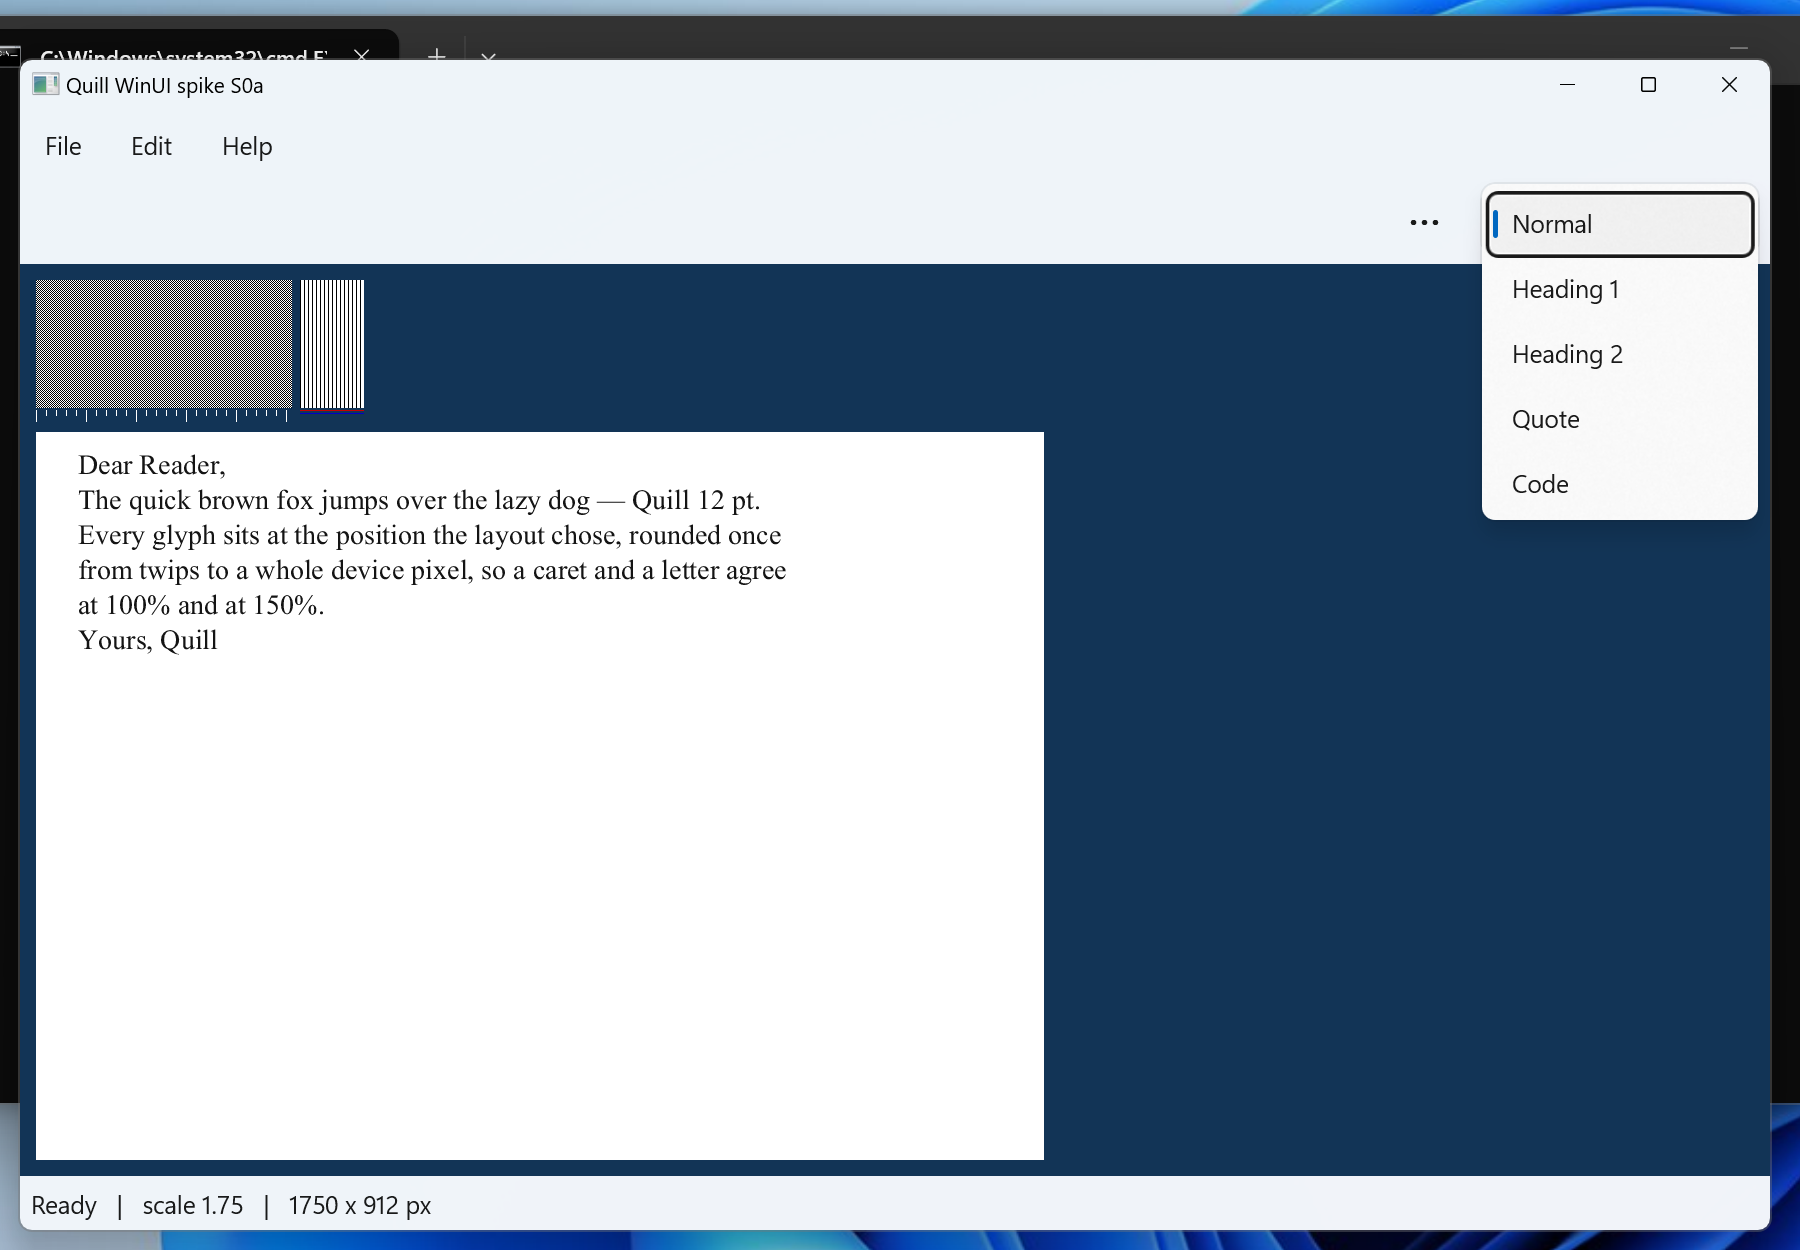 C:\Windows\system32\cmd.E
Quill WinUI spike S0a
File Edit Help
Normal
Heading 1
Heading 2
Quote
Code
Dear Reader,
The quick brown fox jumps over the lazy dog — Quill 12 pt.
Every glyph sits at the position the layout chose, rounded once
from twips to a whole device pixel, so a caret and a letter agree
at 100% and at 150%.
Yours, Quill
Ready | scale 1.75 | 1750 x 912 px